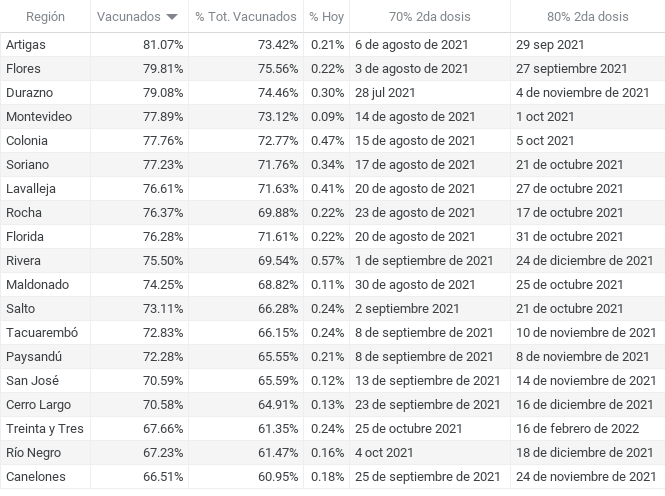 Región Vacunados % Tot. Vacunados % Hoy 70% 2da dosis 80% 2da dosis
Artigas 81.07% 73.42% 0.21% 6 de agosto de 2021 29 sep 2021
Flores 79.81% 75.56% 0.22% 3 de agosto de 2021 27 septiembre 2021
Durazno 79.08% 74.46% 0.30% 28 jul 2021 4 de noviembre de 2021
Montevideo 77.89% 73.12% 0.09% 14 de agosto de 2021 1 oct 2021
Colonia 77.76% 72.77% 0.47% 15 de agosto de 2021 5 oct 2021
Soriano 77.23% 71.76% 0.34% 17 de agosto de 2021 21 de octubre 2021
Lavalleja 76.61% 71.63% 0.41% 20 de agosto de 2021 27 de octubre 2021
Rocha 76.37% 69.88% 0.22% 23 de agosto de 2021 17 de octubre 2021
Florida 76.28% 71.61% 0.22% 20 de agosto de 2021 31 de octubre 2021
Rivera 75.50% 69.54% 0.57% 1 de septiembre de 2021 24 de diciembre de 2021
Maldonado 74.25% 68.82% 0.11% 30 de agosto de 2021 25 de octubre 2021
Salto 73.11% 66.28% 0.24% 2 septiembre 2021 21 de octubre 2021
Tacuarembó 72.83% 66.15% 0.24% 8 de septiembre de 2021 10 de noviembre de 2021
Paysandú 72.28% 65.55% 0.21% 8 de septiembre de 2021 8 de noviembre de 2021
San José 70.59% 65.59% 0.12% 13 de septiembre de 2021 14 de noviembre de 2021
Cerro Largo 70.58% 64.91% 0.13% 23 de septiembre de 2021 16 de diciembre de 2021
Treinta y Tres 67.66% 61.35% 0.24% 25 de octubre 2021 16 de febrero de 2022
Río Negro 67.23% 61.47% 0.16% 4 oct 2021 18 de diciembre de 2021
Canelones 66.51% 60.95% 0.18% 25 de septiembre de 2021 24 de noviembre de 2021